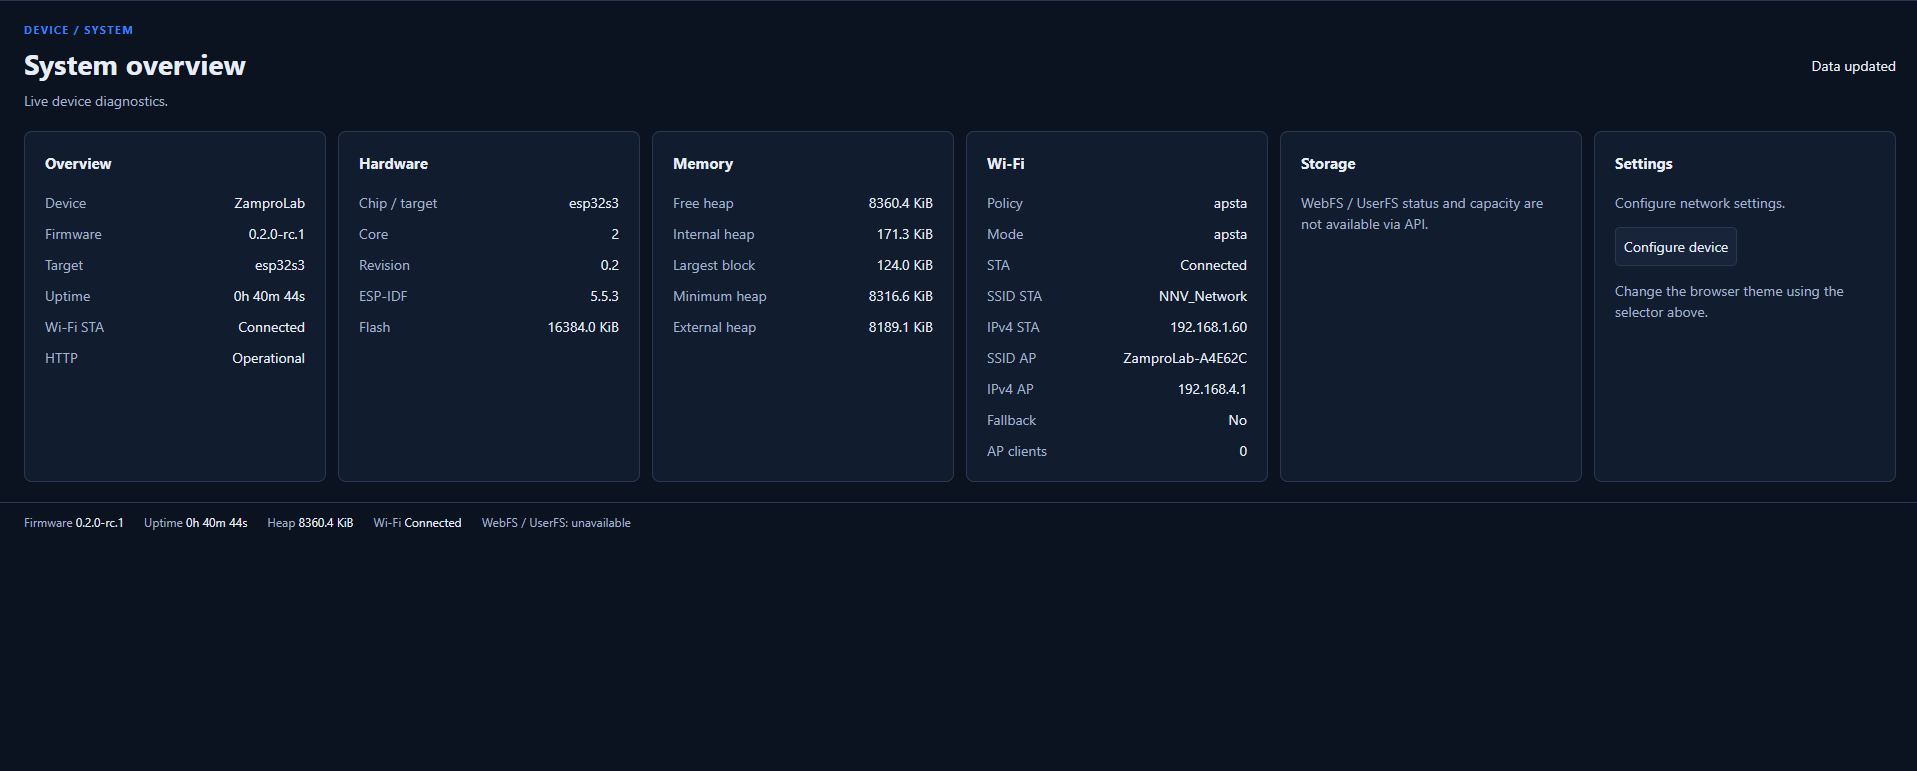 DEVICE / SYSTEM
System overview
Data updated
Live device diagnostics.
Overview
Device ZamproLab
Firmware 0.2.0-rc.1
Target esp32s3
Uptime 0h 40m 44s
Wi-Fi STA Connected
HTTP Operational
Hardware
Chip / target esp32s3
Core 2
Revision 0.2
ESP-IDF 5.5.3
Flash 16384.0 KiB
Memory
Free heap 8360.4 KiB
Internal heap 171.3 KiB
Largest block 124.0 KiB
Minimum heap 8316.6 KiB
External heap 8189.1 KiB
Wi-Fi
Policy apsta
Mode apsta
STA Connected
SSID STA NNV_Network
IPv4 STA 192.168.1.60
SSID AP ZamproLab-A4E62C
IPv4 AP 192.168.4.1
Fallback No
AP clients 0
Storage
WebFS / UserFS status and capacity are
not available via API.
Settings
Configure network settings.
Configure device
Change the browser theme using the
selector above.
Firmware 0.2.0-rc.1 Uptime 0h 40m 44s Heap 8360.4 KiB Wi-Fi Connected WebFS / UserFS: unavailable